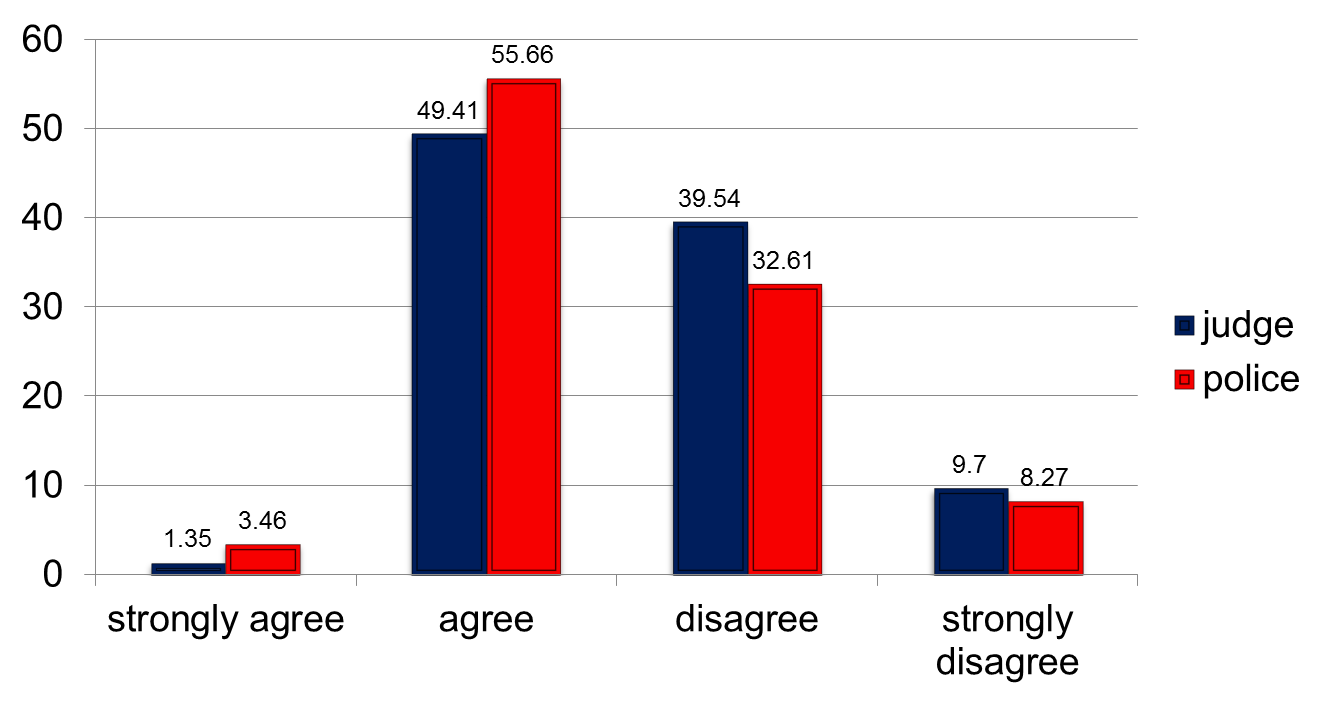 60
50
40
30
20
10
0
1.35
3.46
49.41
55.66
39.54
32.61
9.7
8.27
strongly agree
agree
disagree
strongly
disagree
judge
police